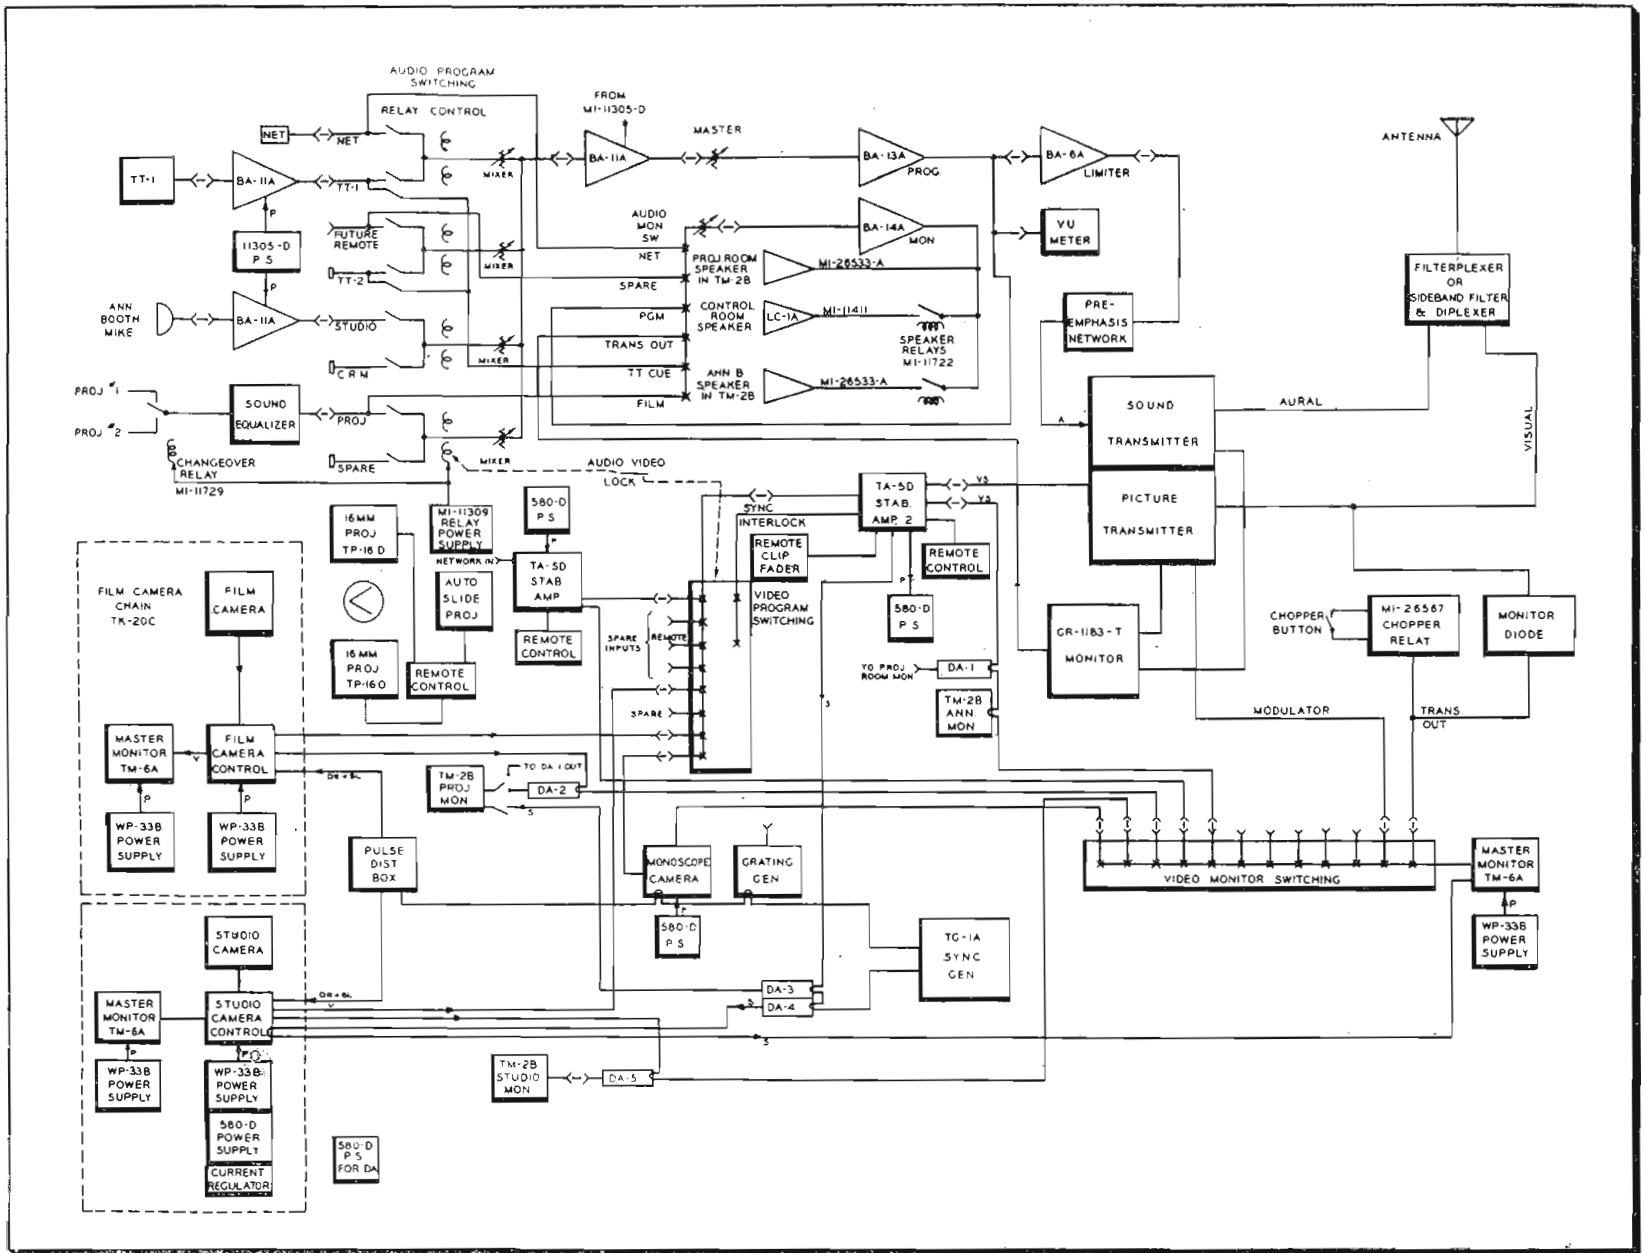 AUDIO PROGRAM
SWITCHING
RELAY CONTROL
NET
NET
TT-1
BA-11A
TT-1
P
11305-D
P S
P
FUTURE
REMOTE
TT-2
ANN
BOOTH
MIKE
BA-11A
STUDIO
C R M
PROJ #1
PROJ #2
SOUND
EQUALIZER
PROJ
SPARE
CHANGEOVER
RELAY
MI-11729
MIXER
MIXER
MIXER
MIXER
FROM
MI-11305-D
BA-11A
MASTER
BA-13A
PROG.
BA-6A
LIMITER
AUDIO
MON
SW
NET
SPARE
PGM
TRANS OUT
TT CUE
FILM
BA-14A
MON
PROJ ROOM
SPEAKER
IN TM-2B
MI-26533-A
CONTROL
ROOM
SPEAKER
LC-1A
MI-11411
SPEAKER
RELAYS
MI-11722
ANN B
SPEAKER
IN TM-2B
MI-26533-A
VU
METER
PRE-
EMPHASIS
NETWORK
ANTENNA
FILTERPLEXER
OR
SIDEBAND FILTER
& DIPLEXER
A
SOUND
TRANSMITTER
PICTURE
TRANSMITTER
AURAL
VISUAL
AUDIO VIDEO
LOCK
MI-11309
RELAY
POWER
SUPPLY
NETWORK IN
580-D
P S
P
TA-5D
STAB
AMP
REMOTE
CONTROL
16MM
PROJ
TP-16D
AUTO
SLIDE
PROJ
16MM
PROJ
TP-16D
REMOTE
CONTROL
SYNC
INTERLOCK
TA-5D
STAB.
AMP. 2
VS
VS
REMOTE
CLIP
FADER
REMOTE
CONTROL
P
580-D
P S
VIDEO
PROGRAM
SWITCHING
SPARE
INPUTS
REMOTE
SPARE
TO PROJ
ROOM MON
DA-1
TM-2B
ANN.
MON
S
GR-1183-T
MONITOR
CHOPPER
BUTTON
MI-26567
CHOPPER
RELAT
MONITOR
DIODE
MODULATOR
TRANS.
OUT
FILM CAMERA
CHAIN
TK-20C
FILM
CAMERA
MASTER
MONITOR
TM-6A
V
FILM
CAMERA
CONTROL
DR+BL
P
P
WP-33B
POWER
SUPPLY
WP-33B
POWER
SUPPLY
PULSE
DIST
BOX
TM-2B
PROJ
MON
TO DA 1 OUT
DA-2
S
MONOSCOPE
CAMERA
GRATING
GEN
P
580-D
P S
TG-1A
SYNC
GEN
VIDEO MONITOR SWITCHING
MASTER
MONITOR
TM-6A
P
WP-33B
POWER
SUPPLY
STUDIO
CAMERA
MASTER
MONITOR
TM-6A
STUDIO
CAMERA
CONTROL
DR+BL
V
DA-3
DA-4
S
S
P
P
WP-33B
POWER
SUPPLY
WP-33B
POWER
SUPPLY
580-D
POWER
SUPPLY
CURRENT
REGULATOR
TM-2B
STUDIO
MON
DA-5
580-D
P S
FOR DA